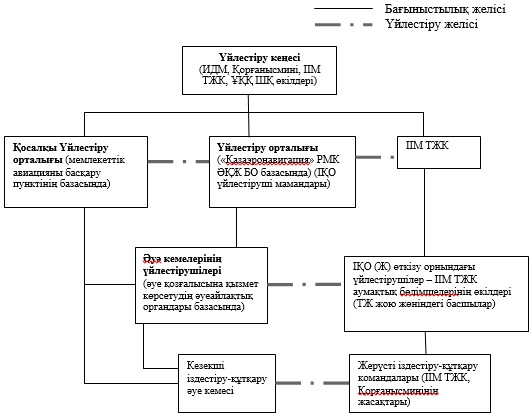 Бағыныстылық желісі
Үйлестіру желісі
Үйлестіру кеңесі
(ИДМ, Қорғанысмині, ІІМ
ТЖК, ҰҚК ШҚ өкілдері)
Қосалқы Үйлестіру
орталығы (мемлекеттік
авиацияны басқару
пунктінің базасында)
Үйлестіру орталығы
(«Қазаэронавигация» РМК
ӘҚЖ БО базасында) (ІҚО
үйлестіруші мамандары)
ІІМ ТЖК
Әуе кемелерінің
үйлестірушілері
(әуе қозғалысына қызмет
көрсетудің әуеайлақтық
органдары базасында)
ІҚО (Ж) өткізу орнындағы
үйлестірушілер – ІІМ ТЖК
аумақтық бөлімшелерінің өкілдері
(ТЖ жою жөніндегі басшылар)
Кезекші
іздестіру-құтқару
әуе кемесі
Жерүсті іздестіру-құтқару
командалары (ІІМ ТЖК,
Қорғанысминінің
жасақтары)